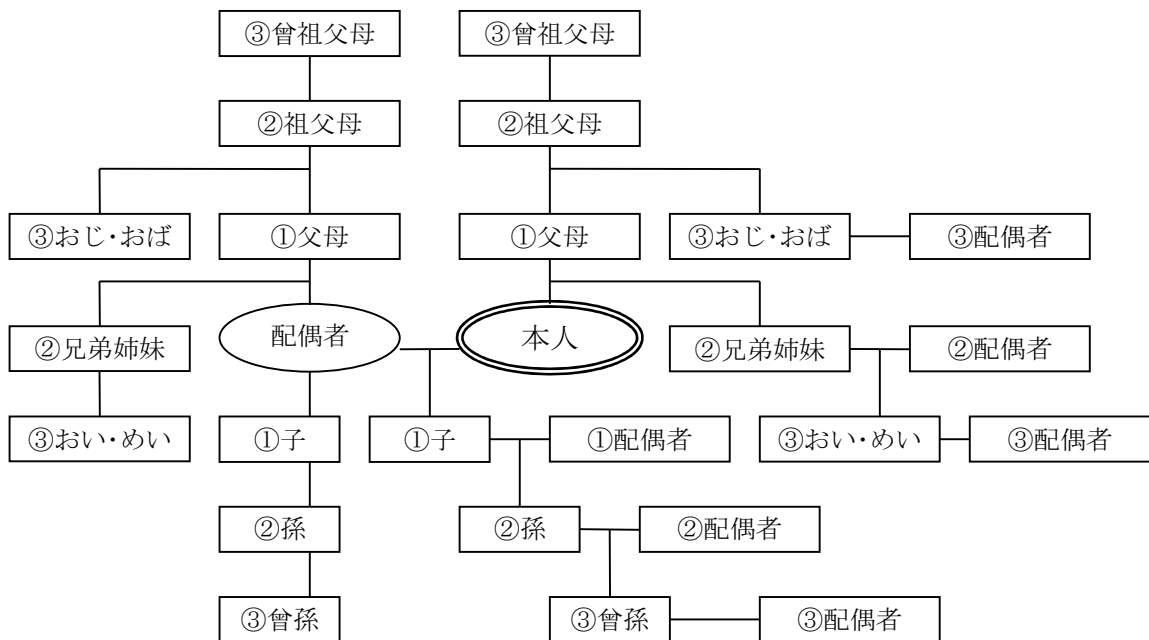 ③曾祖父母
③曾祖父母
②祖父母
②祖父母
③おじ・おば
①父母
①父母
③おじ・おば
③配偶者
配偶者
本人
②兄弟姉妹
②兄弟姉妹
②配偶者
③おい・めい
①子
①子
①配偶者
③おい・めい
③配偶者
②孫
②孫
②配偶者
③曾孫
③曾孫
③配偶者